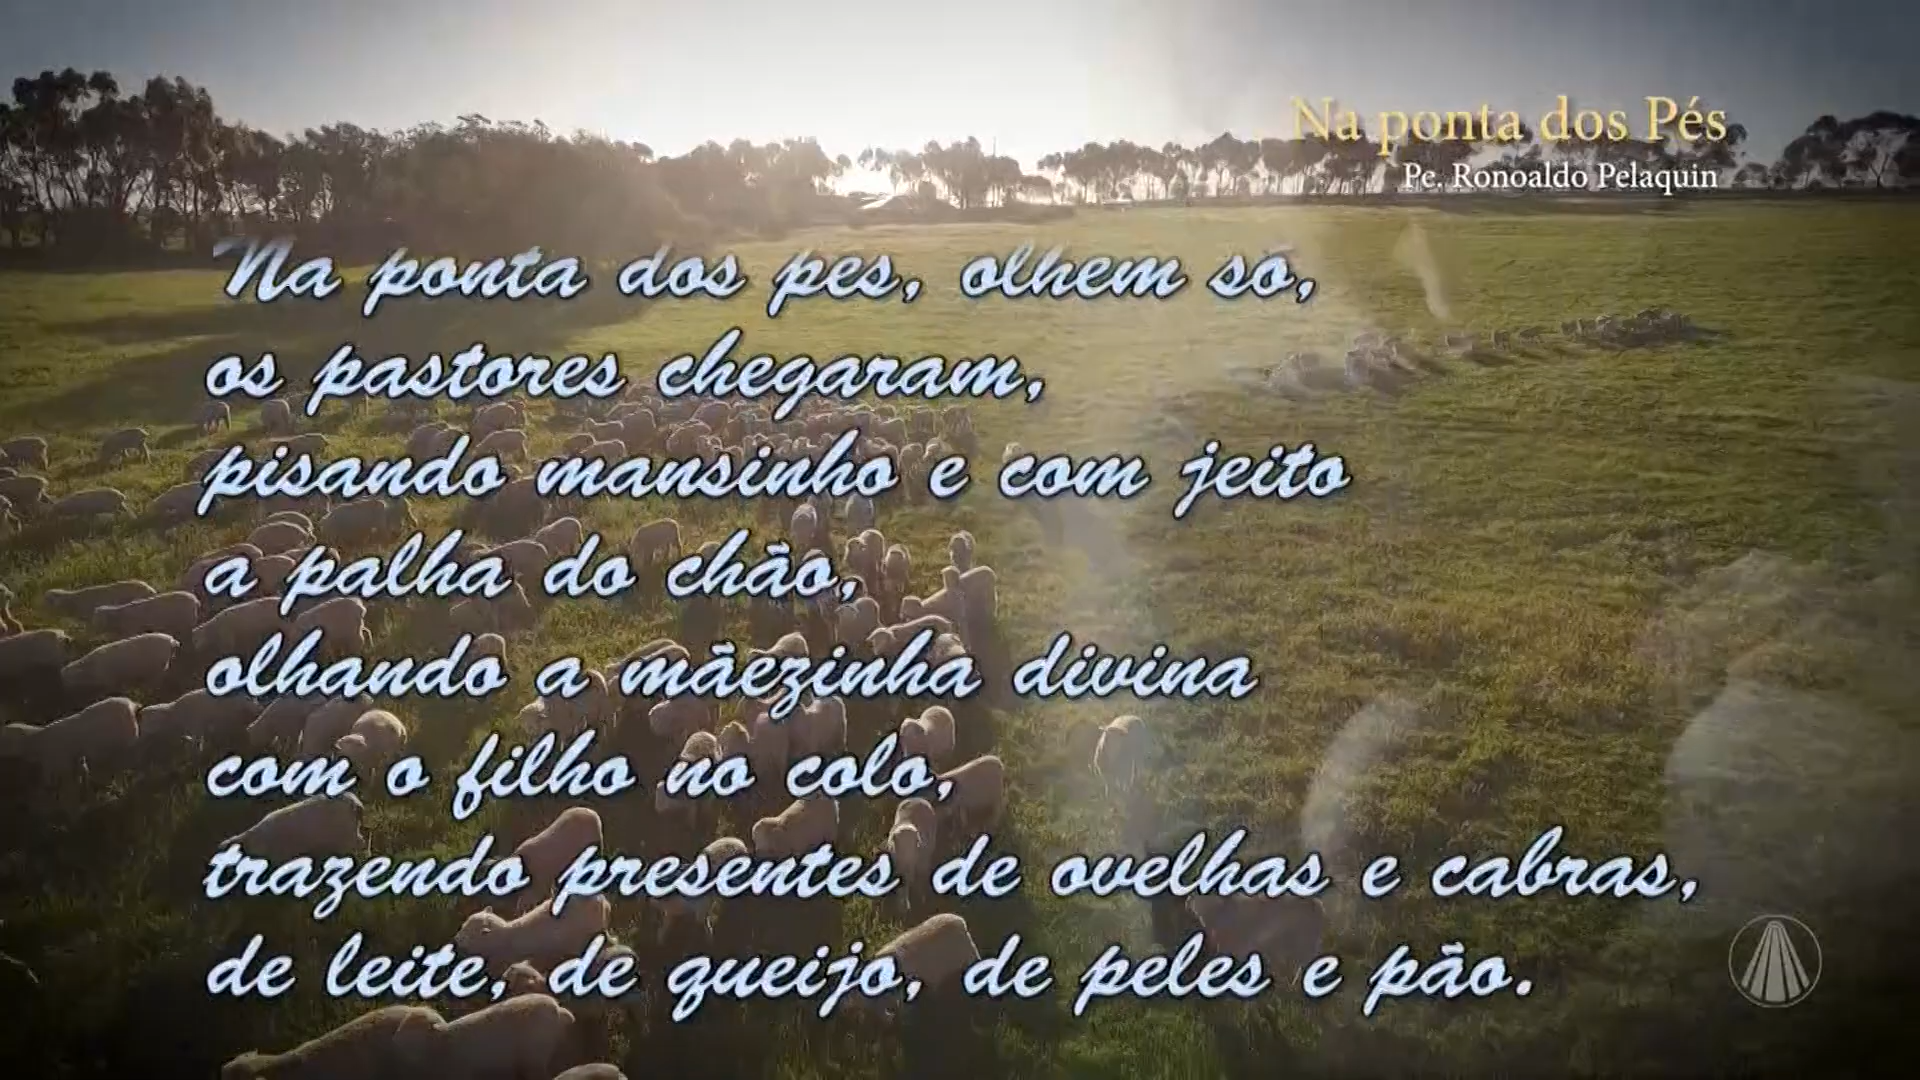 Na ponta dos Pés
Pe. Ronoaldo Pelaquin
Na ponta dos pes, olhem so,
os pastores chegaram,
pisando mansinho e com jeito
a palha do chão,
olhando a mãezinha divina
com o filho no colo,
trazendo presentes de ovelhas e cabras,
de leite, de queijo, de peles e pão.